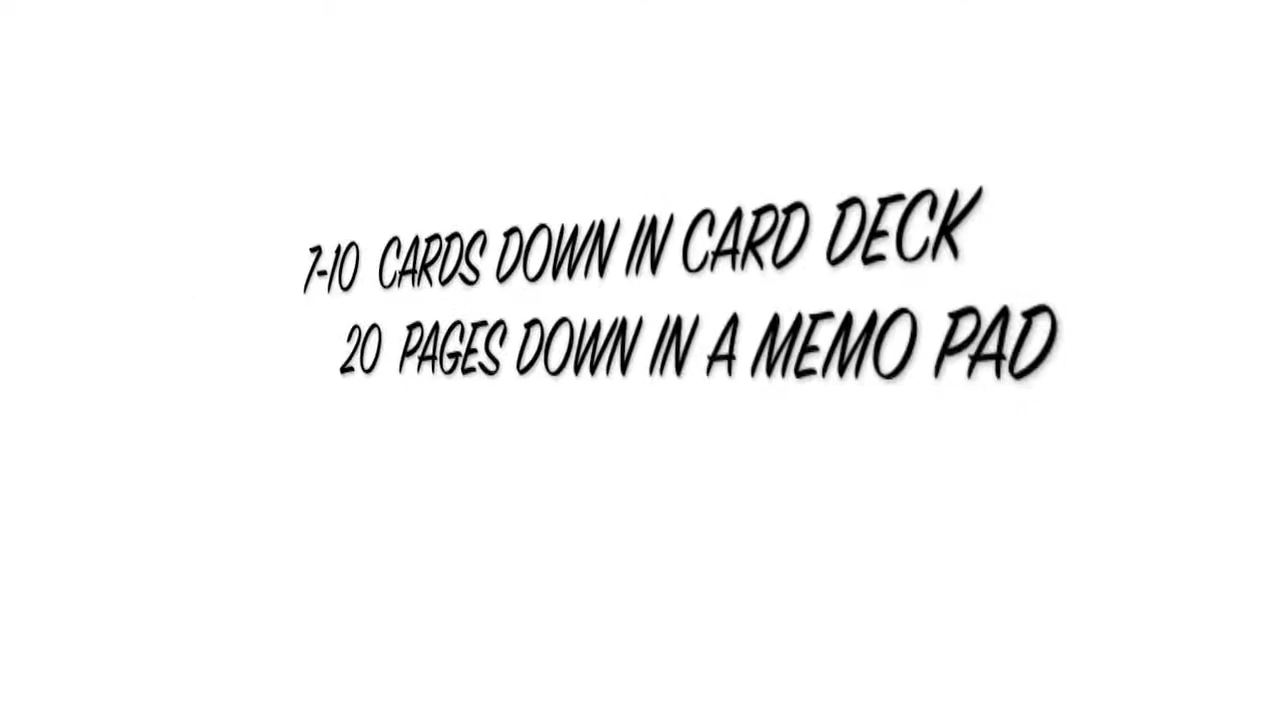 7-10 CARDS DOWN IN CARD DECK
20 PAGES DOWN IN A MEMO PAD